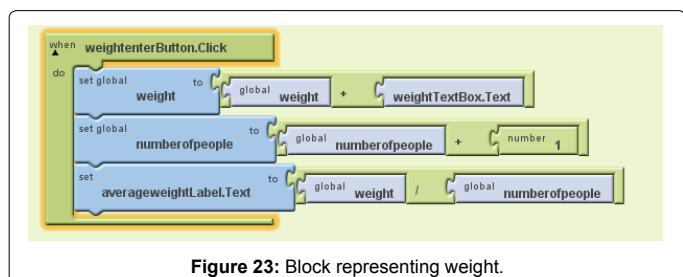 when weightenterButton.Click
do set global weight to global weight + weightTextBox.Text
set global numberofpeople to global numberofpeople + number 1
set averageweightLabel.Text to global weight / global numberofpeople
Figure 23: Block representing weight.